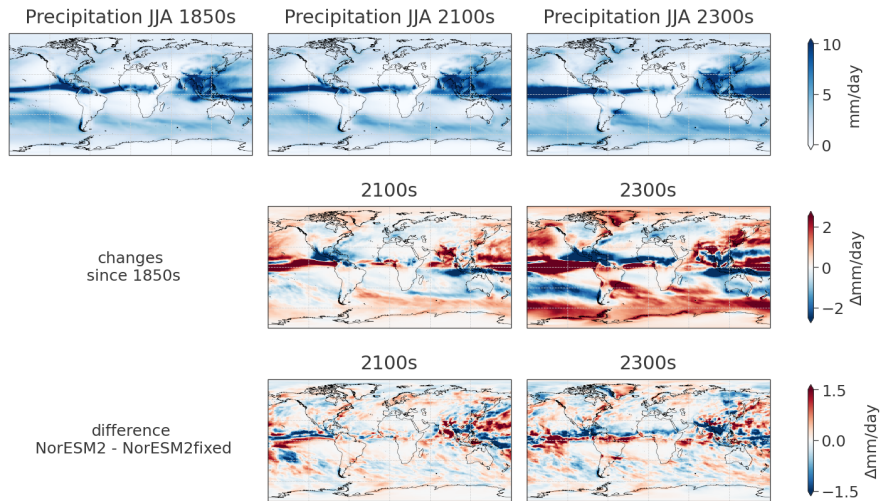 Precipitation JJA 1850s
Precipitation JJA 2100s
Precipitation JJA 2300s
10
5
0
mm/day
changes
since 1850s
2100s
2300s
2
0
−2
Δmm/day
difference
NorESM2 - NorESM2fixed
2100s
2300s
1.5
0.0
−1.5
Δmm/day